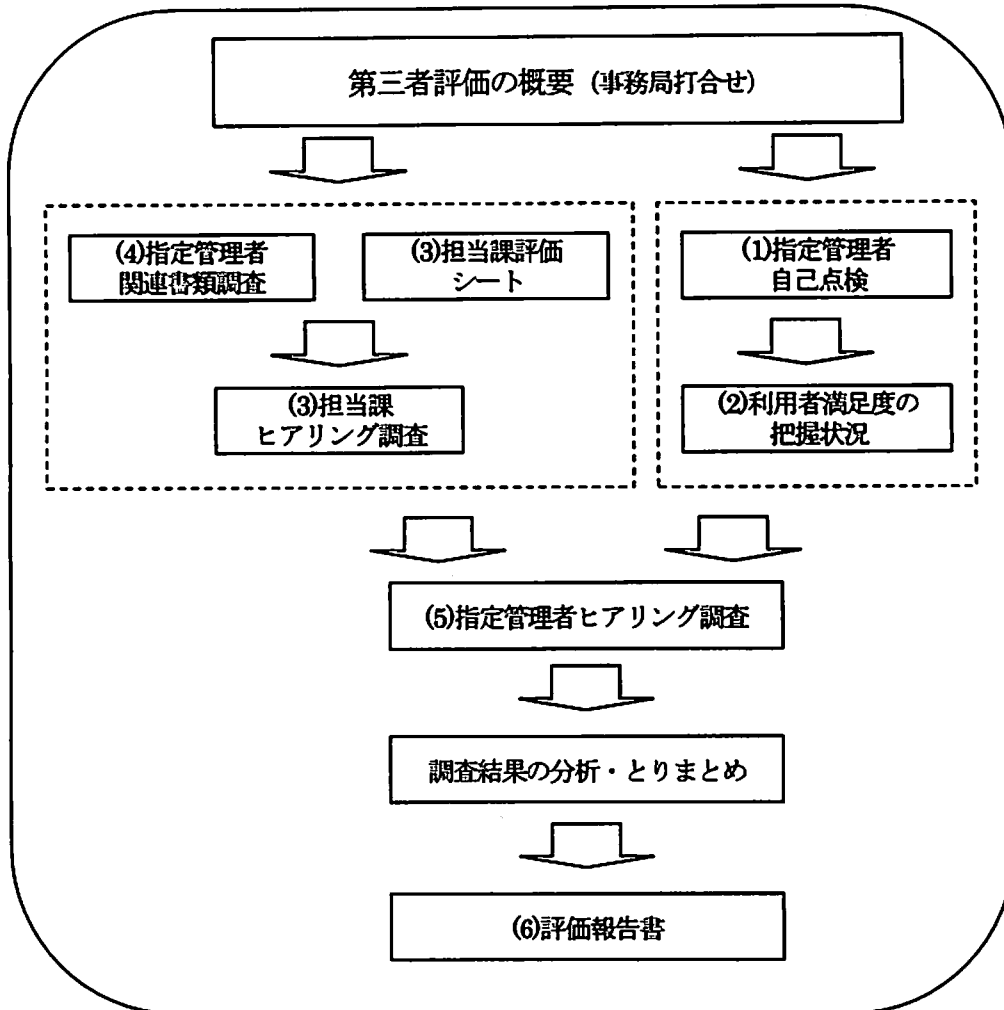 第三者評価の概要(事務局打合せ)
(4)指定管理者
関連書類調査
(3)担当課評価
シート
(3)担当課
ヒアリング調査
(1)指定管理者
自己点検
(2)利用者満足度の
把握状況
(5)指定管理者ヒアリング調査
調査結果の分析・とりまとめ
(6)評価報告書